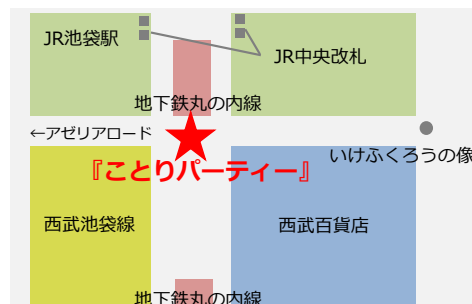 JR池袋駅
JR中央改札
地下鉄丸の内線
←アゼリアロード
いけふくろうの像
『ことりパーティー』
西武池袋線
西武百貨店
地下鉄丸の内線